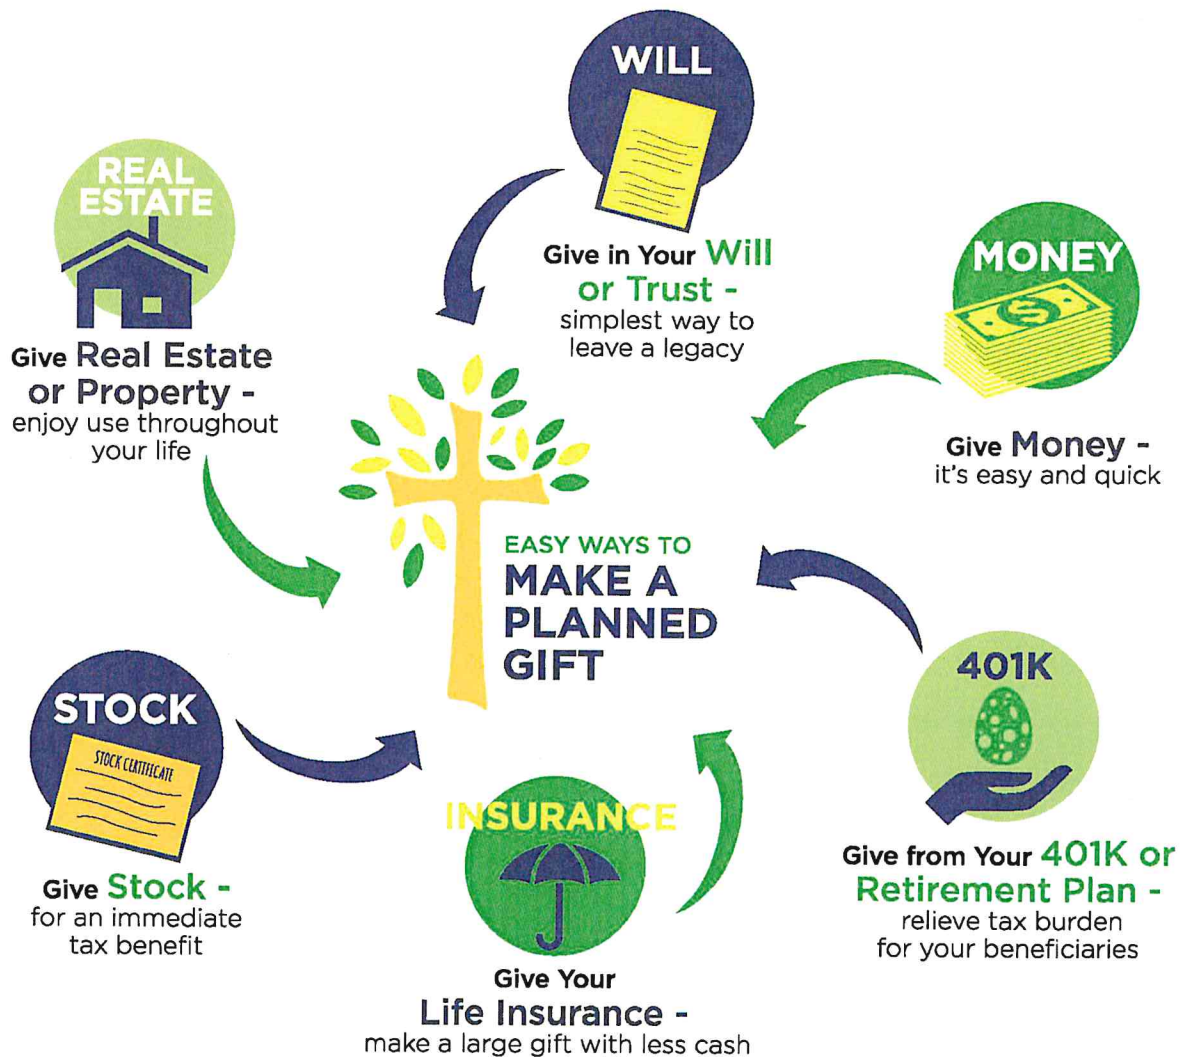 WILL
Give in Your Will
or Trust -
simplest way to
leave a legacy
MONEY
Give Money -
it's easy and quick
401K
Give from Your 401K or
Retirement Plan -
relieve tax burden
for your beneficiaries
INSURANCE
Give Your
Life Insurance -
make a large gift with less cash
STOCK
STOCK CERTIFICATE
Give Stock -
for an immediate
tax benefit
REAL
ESTATE
Give Real Estate
or Property -
enjoy use throughout
your life
EASY WAYS TO
MAKE A
PLANNED
GIFT